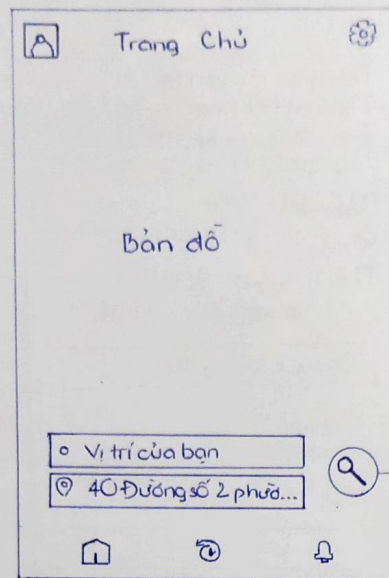 Trang Chủ
Bản đồ
Vị trí của bạn
40 Đường số 2 phườ...